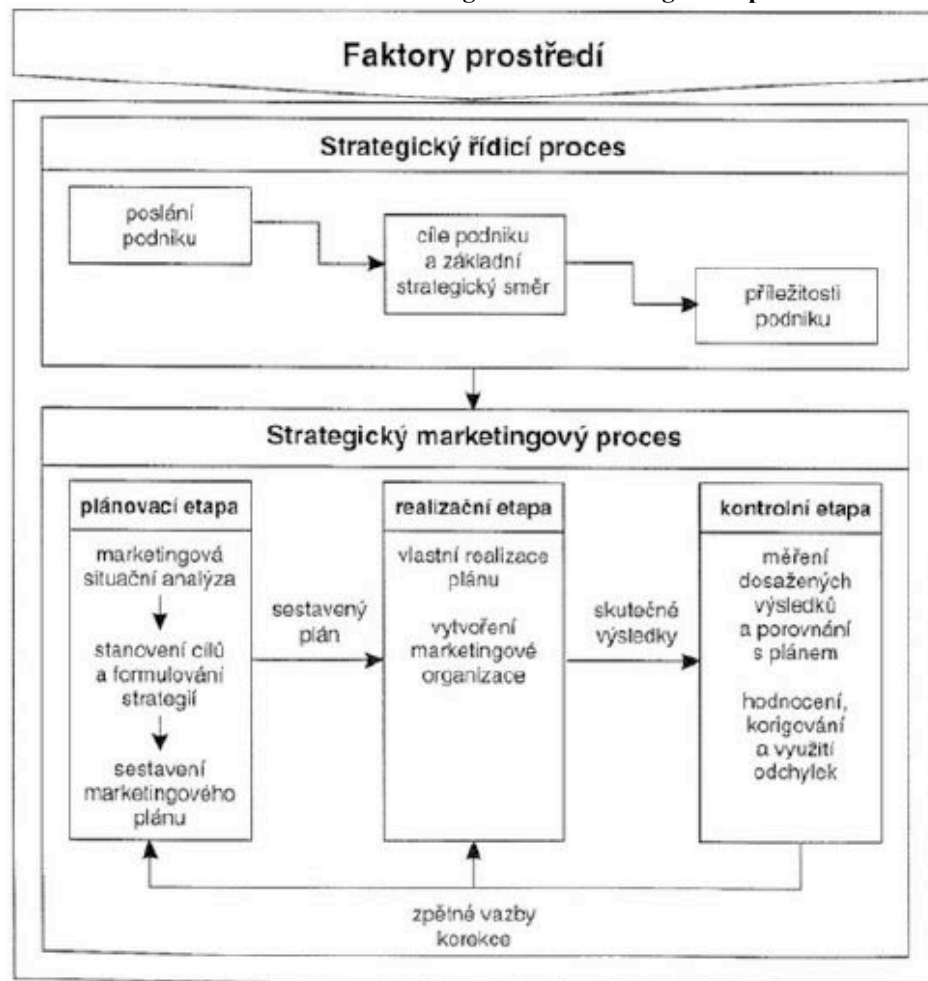 Faktory prostředí
Strategický řídicí proces
poslání
podniku
cíle podniku
a základní
strategický směr
příležitosti
podniku
Strategický marketingový proces
plánovací etapa
marketingová
situační analýza
stanovení cílů
a formulování
strategií
sestavení
marketingového
plánu
sestavený
plán
realizační etapa
vlastní realizace
plánu
vytvoření
marketingové
organizace
skutečné
výsledky
kontrolní etapa
měření
dosažených
výsledků
a porovnání
s plánem
hodnocení,
korigování
a využití
odchylek
zpětné vazby
korekce